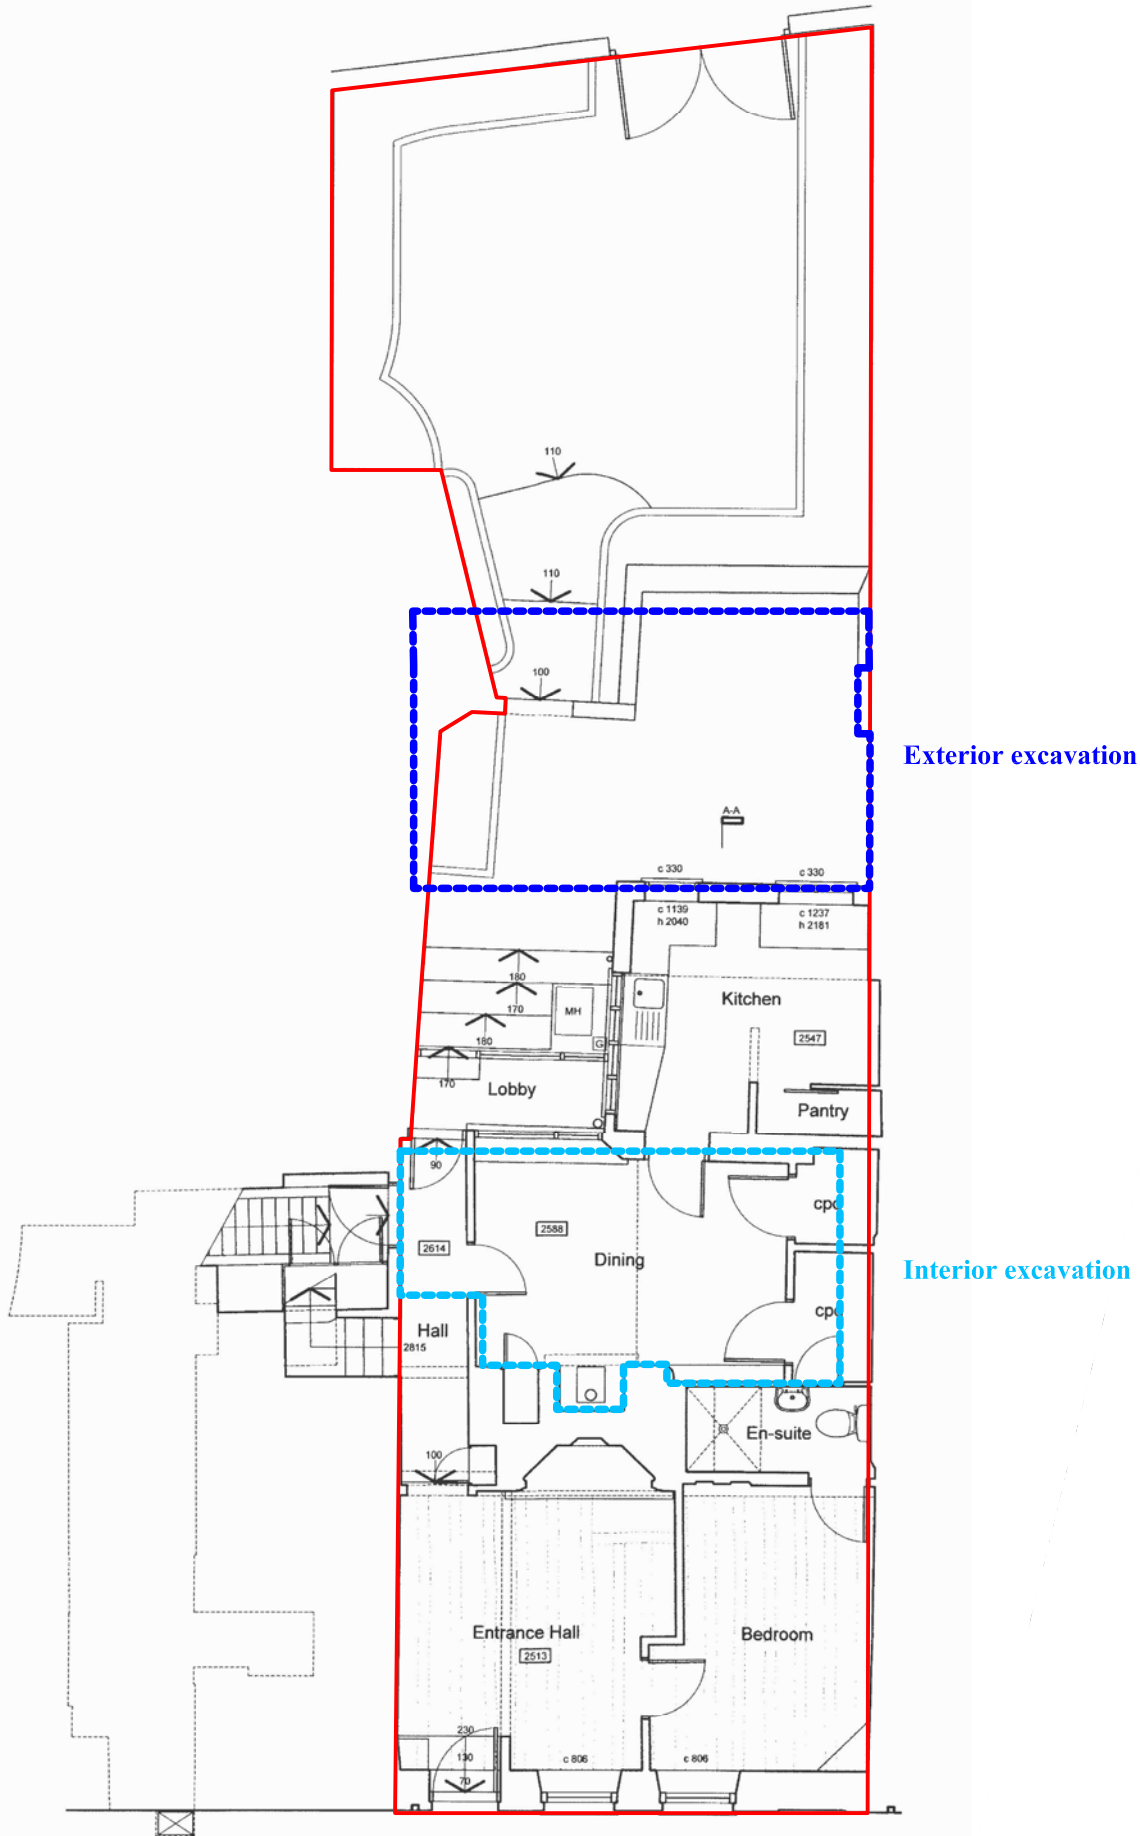 110
110
100
Exterior excavation
A-A
c 330
c 330
c 1139
h 2040
c 1237
h 2181
180
Kitchen
170
MH
2547
180
G
170
Lobby
Pantry
90
cpd
2588
2614
Dining
Interior excavation
cpd
Hall
2815
En-suite
100
Entrance Hall
Bedroom
2513
230
130
c 806
c 806
70